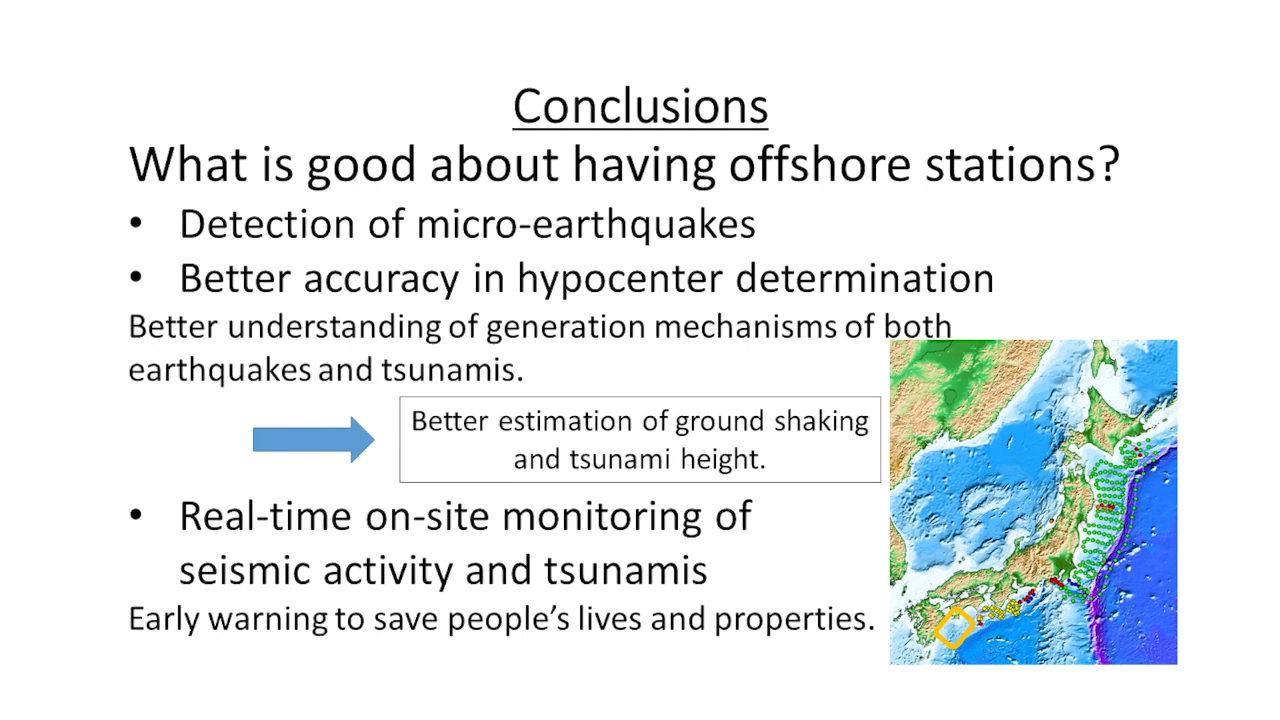 Conclusions
What is good about having offshore stations?
• Detection of micro-earthquakes
• Better accuracy in hypocenter determination
Better understanding of generation mechanisms of both
earthquakes and tsunamis.
Better estimation of ground shaking
and tsunami height.
• Real-time on-site monitoring of
seismic activity and tsunamis
Early warning to save people’s lives and properties.